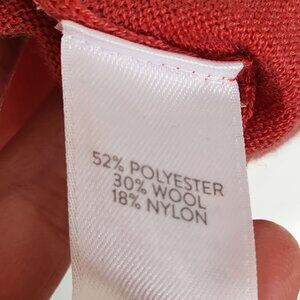 52% POLYESTER
30% WOOL
18% NYLON